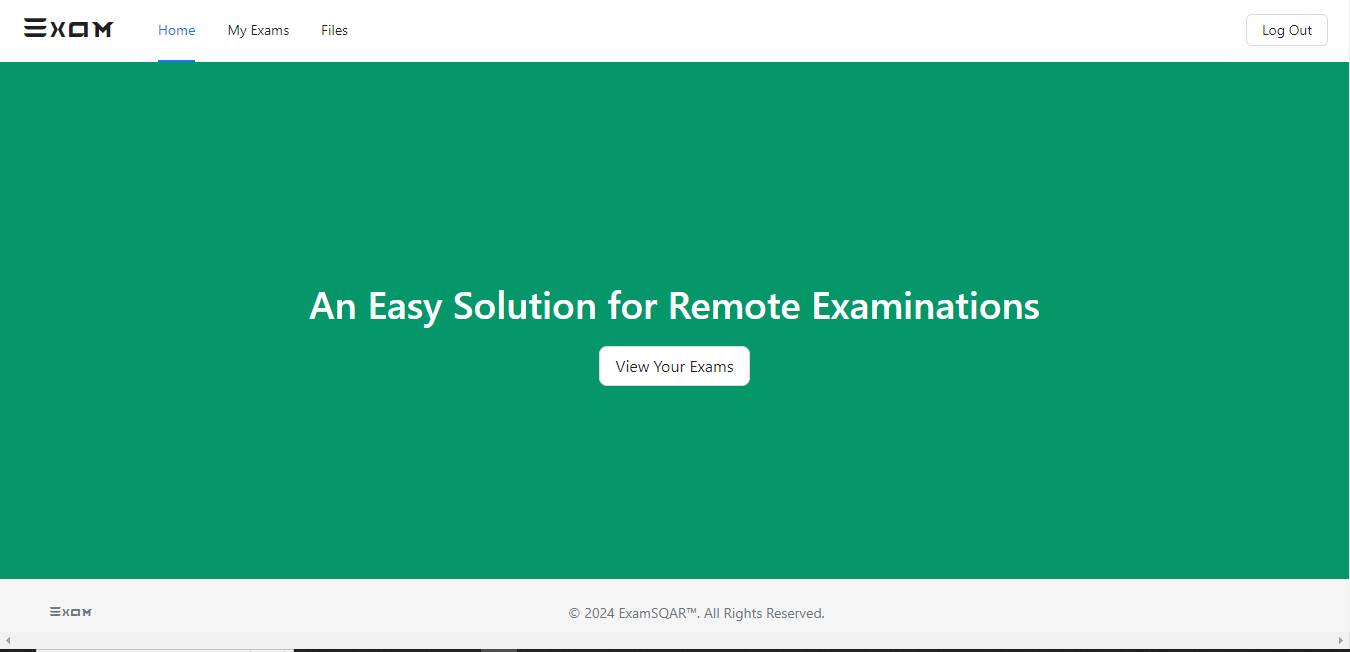 Exam
Home
My Exams
Files
Log Out
An Easy Solution for Remote Examinations
View Your Exams
Exam
© 2024 ExamSQAR™. All Rights Reserved.